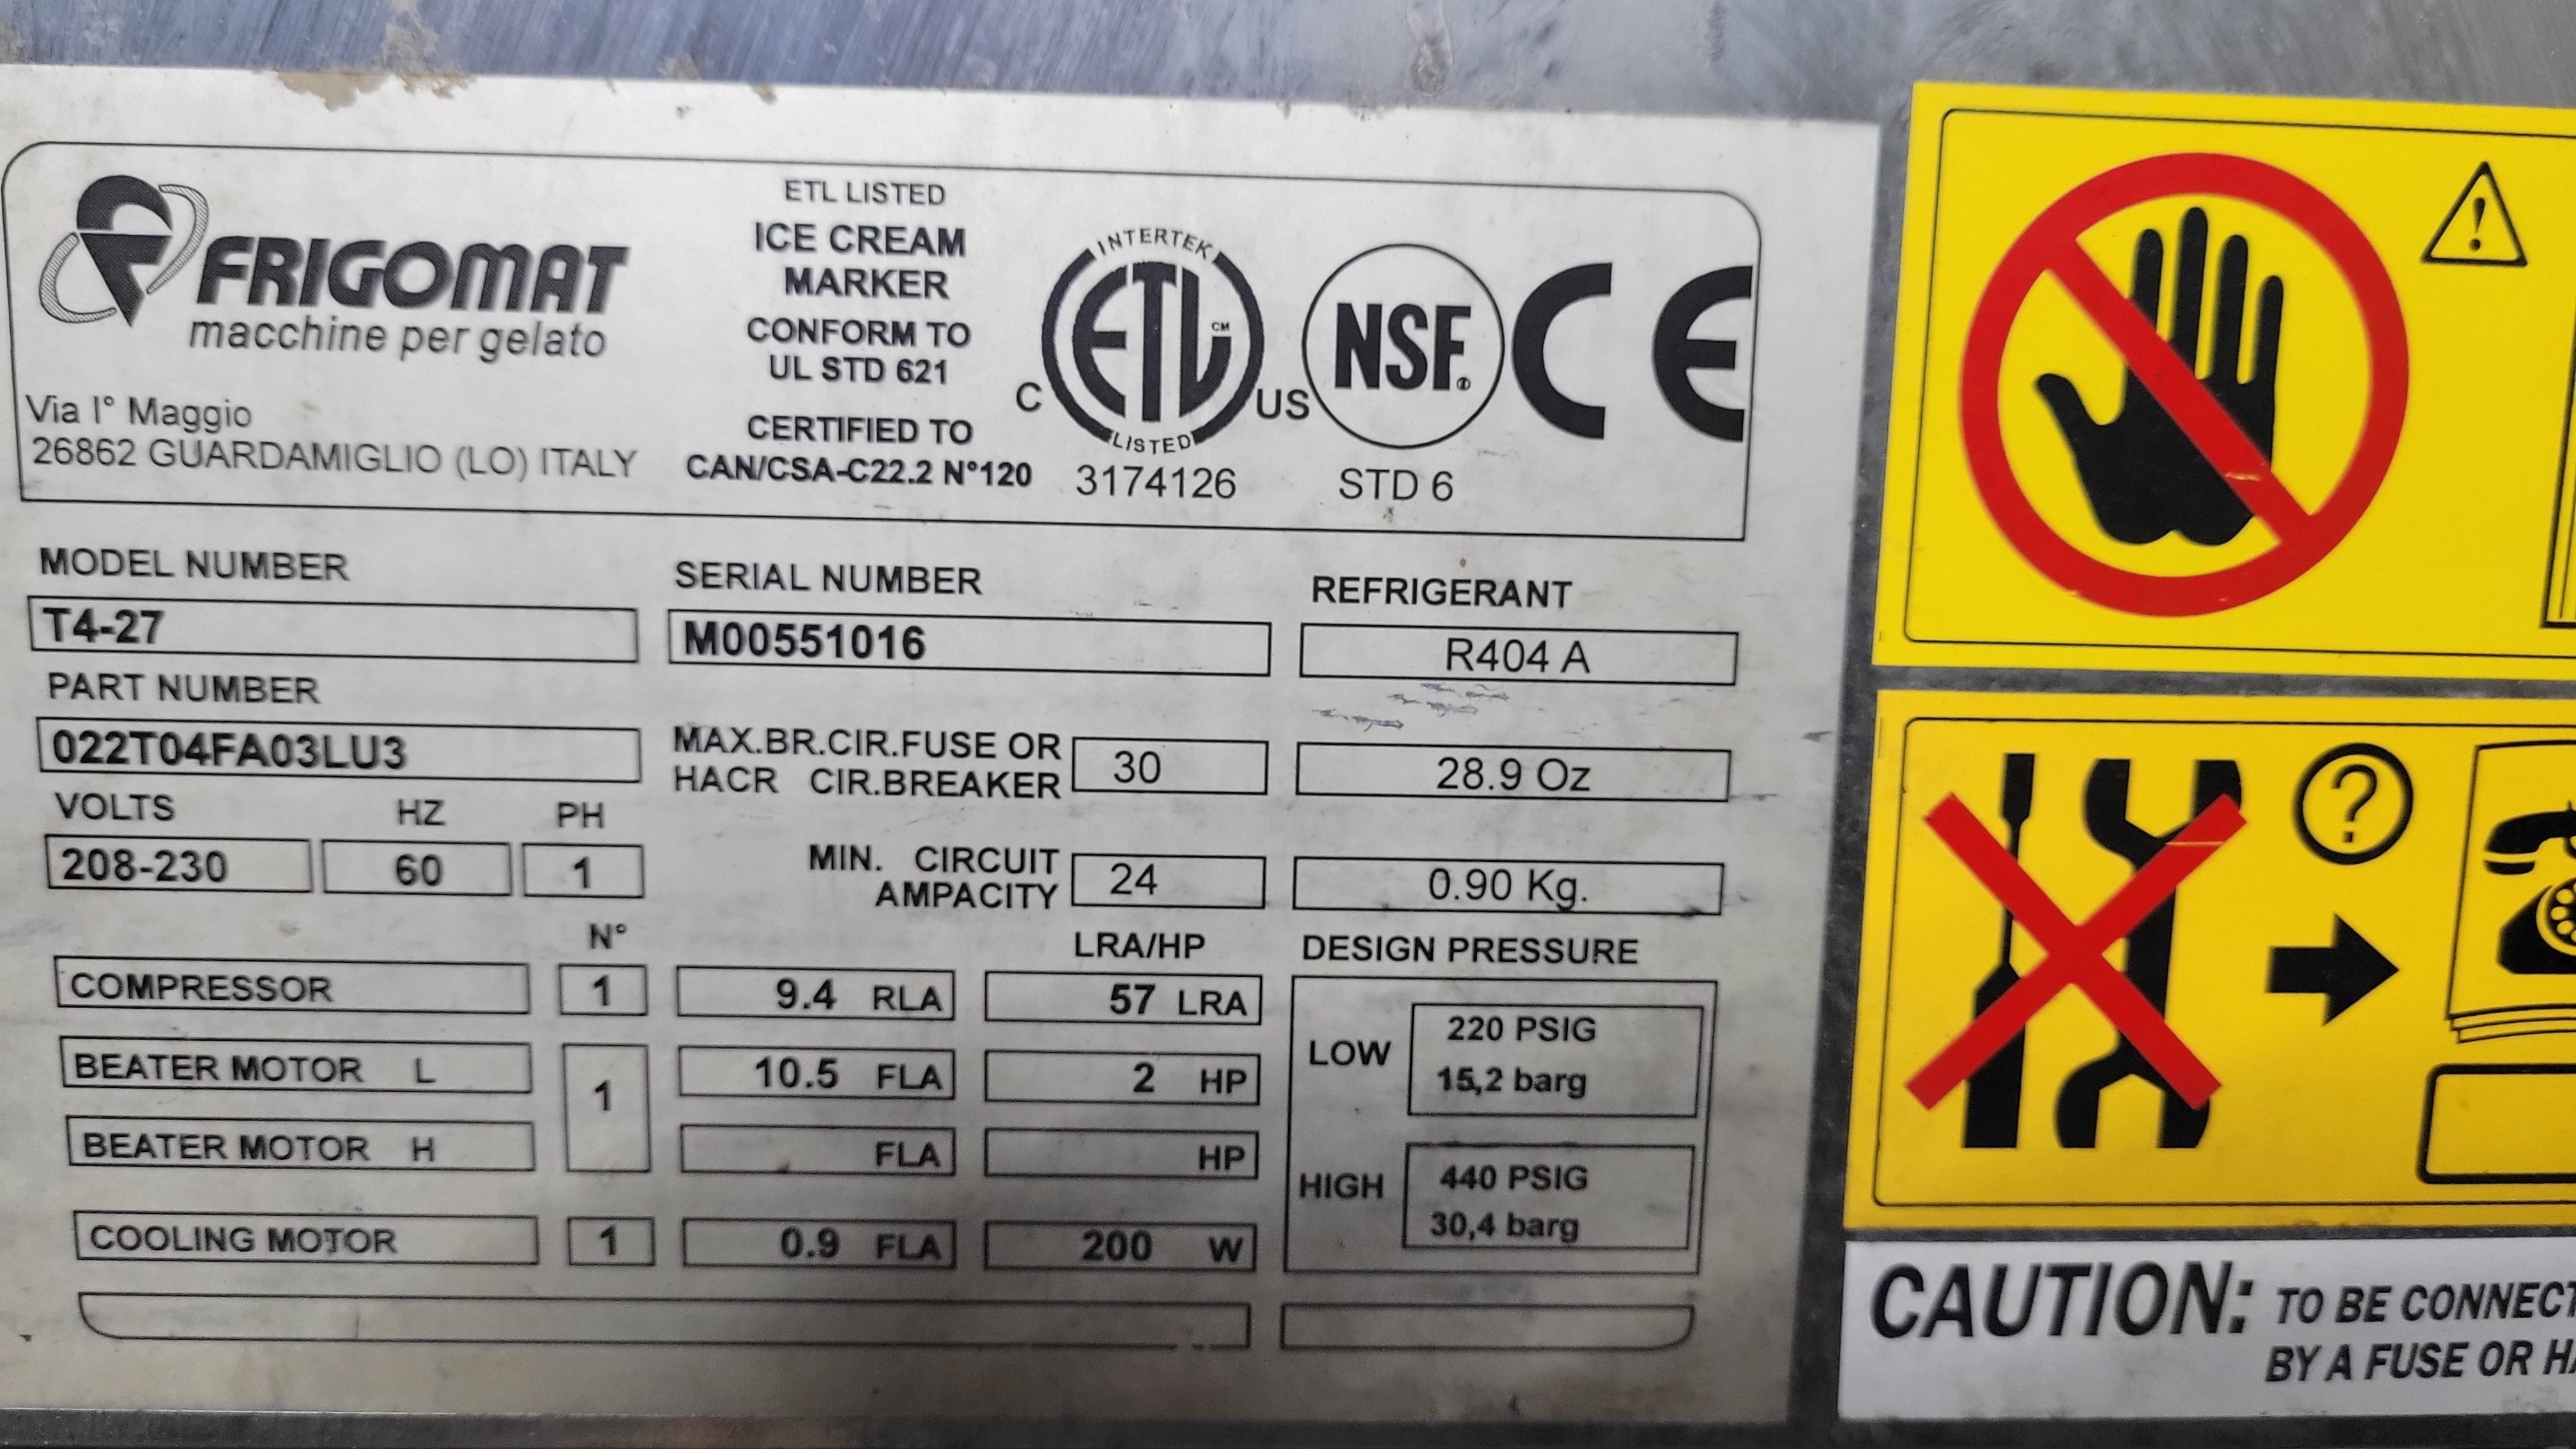 FRIGOMAT
macchine per gelato
Via I° Maggio
26862 GUARDAMIGLIO (LO) ITALY
ETL LISTED
ICE CREAM
MARKER
CONFORM TO
UL STD 621
CERTIFIED TO
CAN/CSA-C22.2 N°120
INTERTEK
ETL CM
C US
LISTED
3174126
NSF®
STD 6
CE
MODEL NUMBER
T4-27
SERIAL NUMBER
M00551016
REFRIGERANT
R404 A
PART NUMBER
022T04FA03LU3
MAX.BR.CIR.FUSE OR
HACR CIR.BREAKER
30
28.9 Oz
VOLTS HZ PH
208-230 60 1
MIN. CIRCUIT
AMPACITY
24
0.90 Kg.
N° LRA/HP
COMPRESSOR 1 9.4 RLA 57 LRA
BEATER MOTOR L 1 10.5 FLA 2 HP
BEATER MOTOR H FLA HP
COOLING MOTOR 1 0.9 FLA 200 W
DESIGN PRESSURE
LOW
220 PSIG
15,2 barg
HIGH
440 PSIG
30,4 barg
!
?
CAUTION: TO BE CONNECT
BY A FUSE OR HA